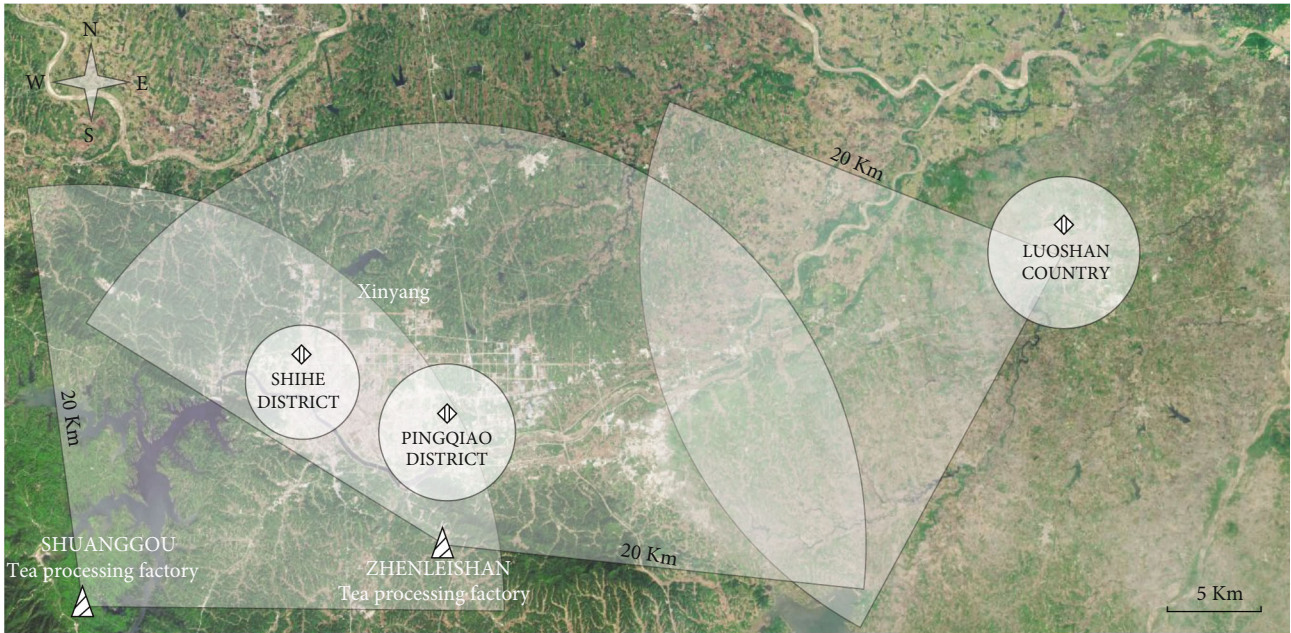 N
W E
S
20 Km
Xinyang
LUOSHAN
COUNTRY
SHIHE
DISTRICT
20 Km
PINGQIAO
DISTRICT
SHUANGGOU
Tea processing factory
ZHENLEISHAN
Tea processing factory
20 Km
5 Km